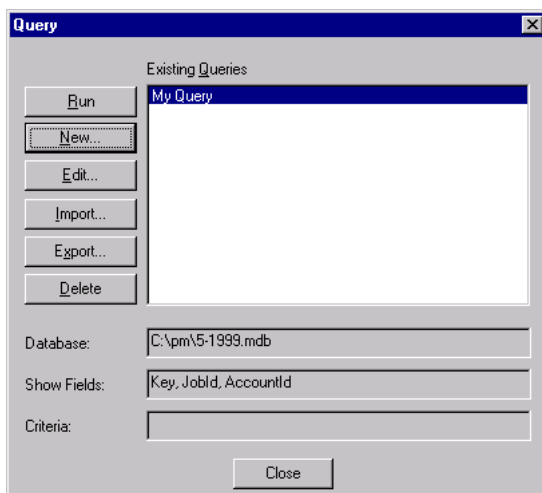 Query
Existing Queries
Run
My Query
New...
Edit...
Import...
Export...
Delete
Database:
C:\pm\5-1999.mdb
Show Fields:
Key, JobId, AccountId
Criteria:
Close